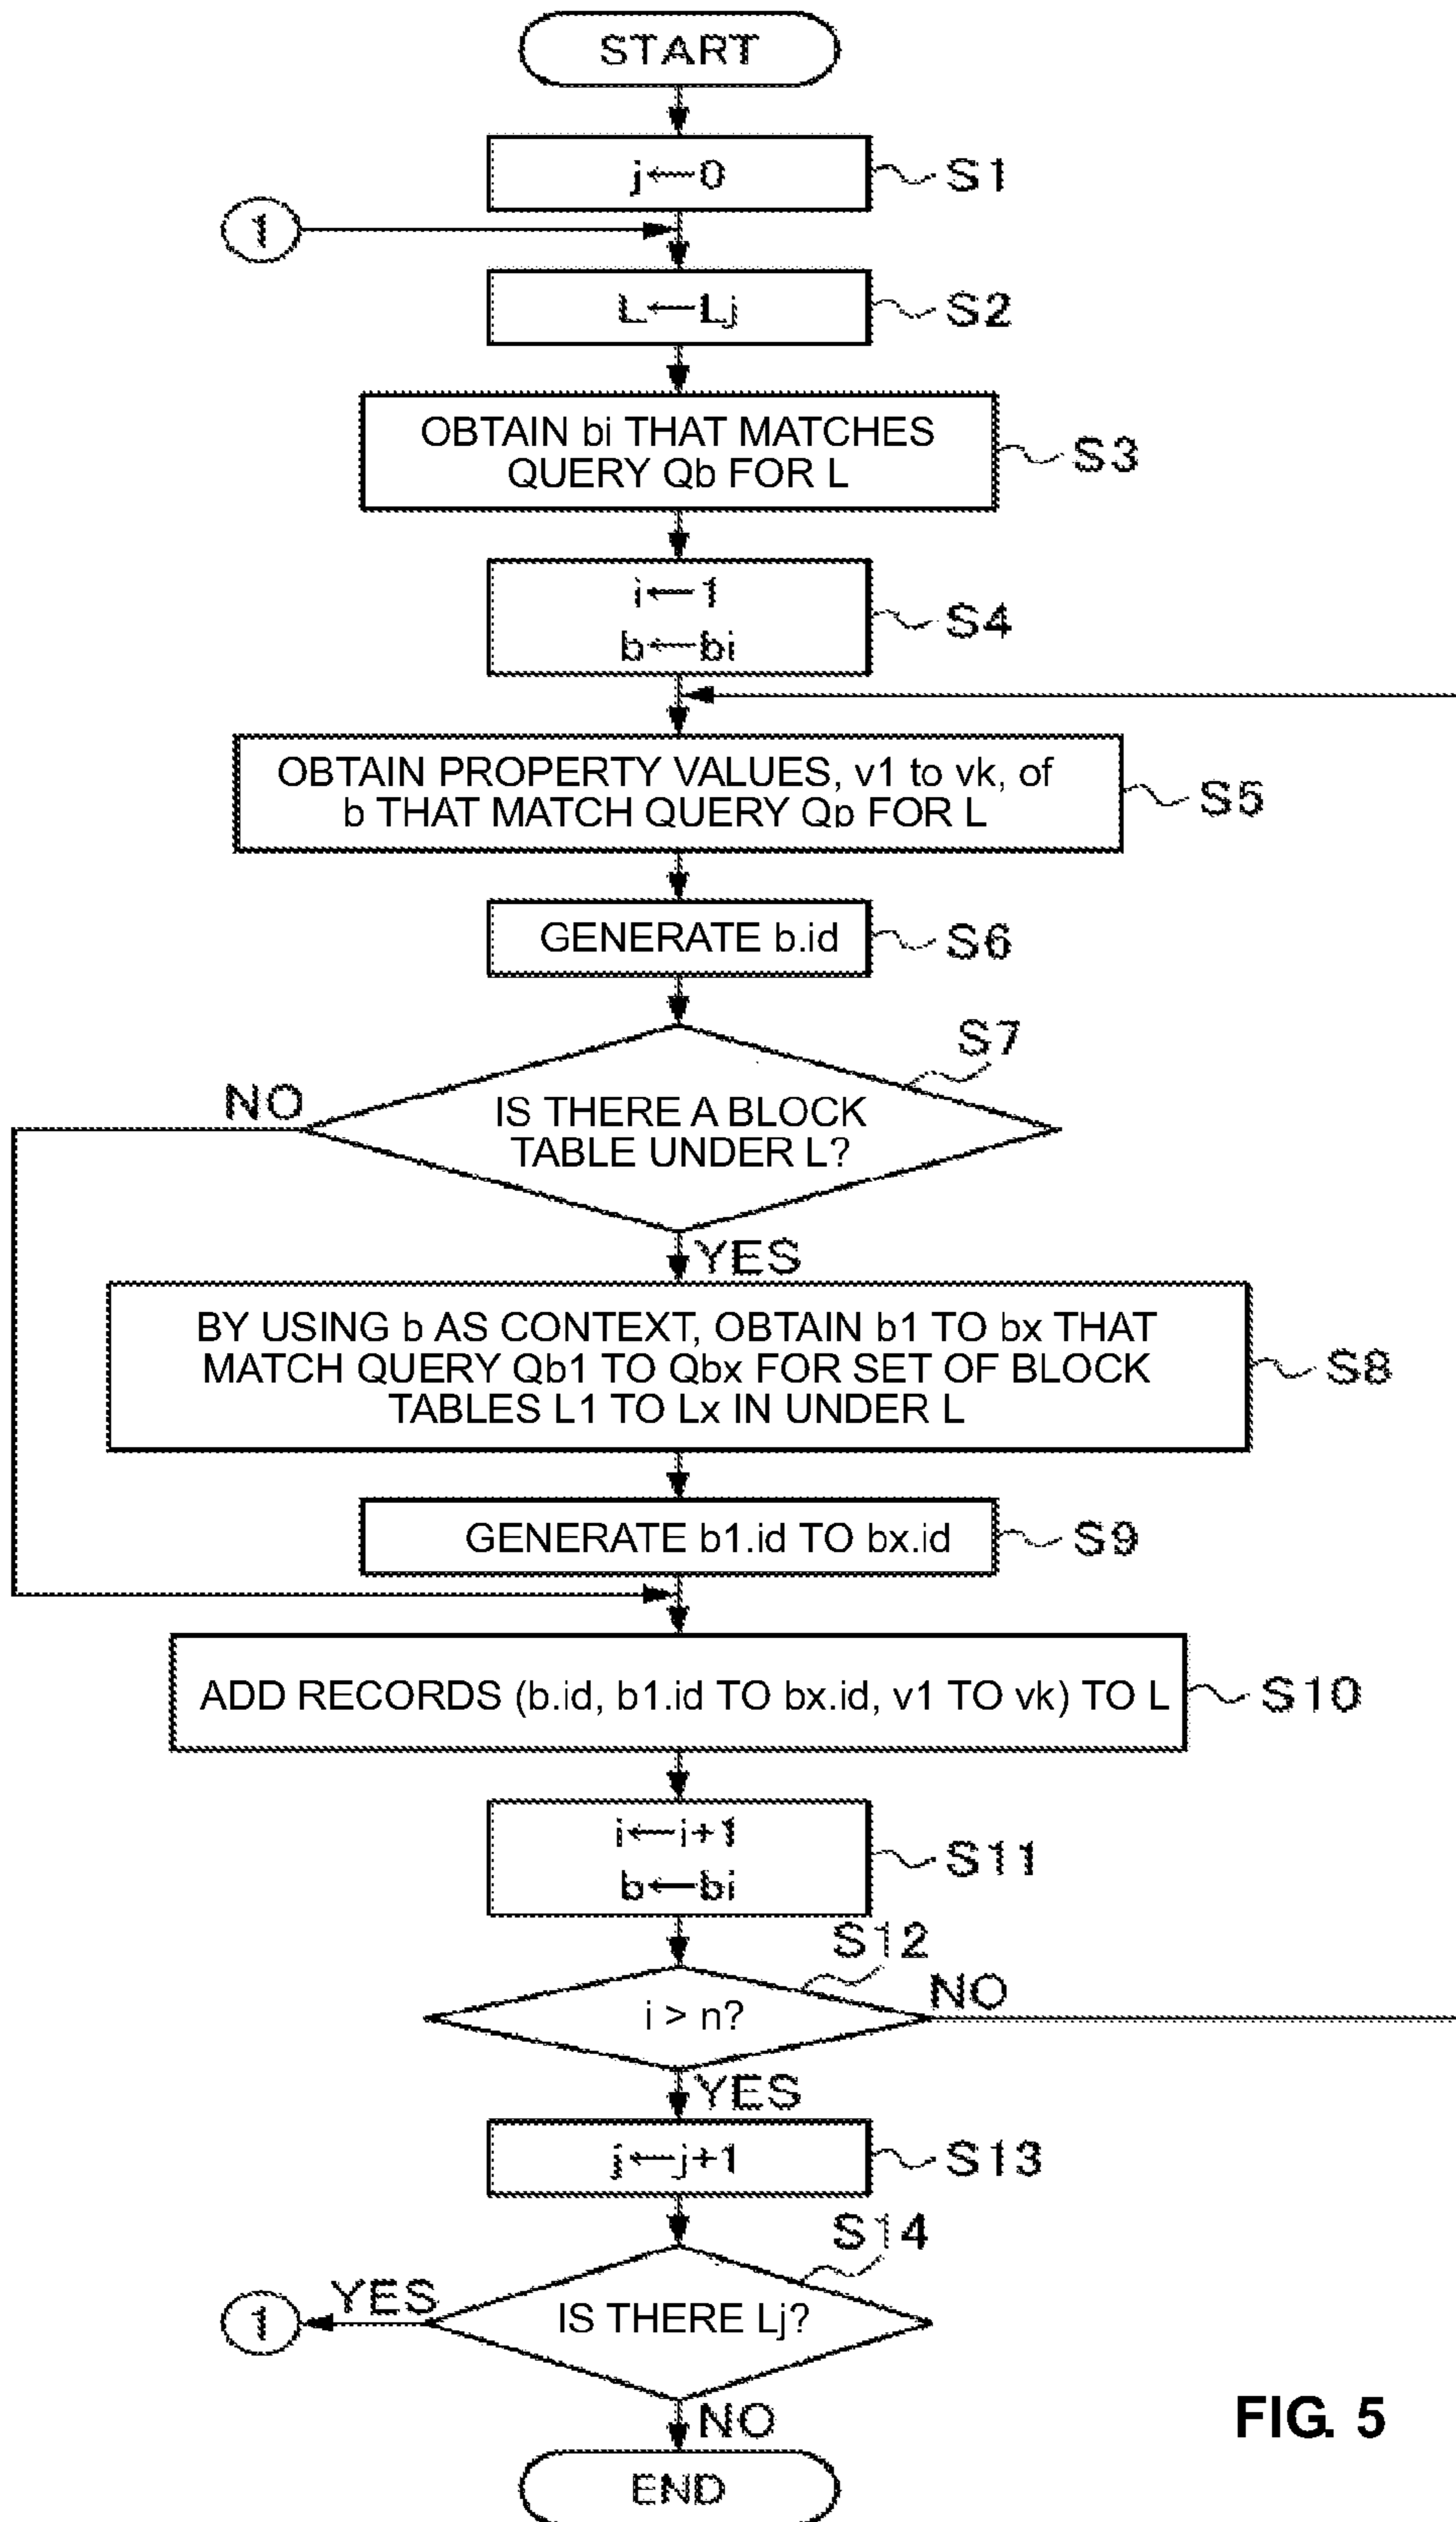 START
j←0
S1
1
L←Lj
S2
OBTAIN bi THAT MATCHES
QUERY Qb FOR L
S3
i←1
b←bi
S4
OBTAIN PROPERTY VALUES, v1 to vk, of
b THAT MATCH QUERY Qp FOR L
S5
GENERATE b.id
S6
S7
NO
IS THERE A BLOCK
TABLE UNDER L?
YES
BY USING b AS CONTEXT, OBTAIN b1 TO bx THAT
MATCH QUERY Qb1 TO Qbx FOR SET OF BLOCK
TABLES L1 TO Lx IN UNDER L
S8
GENERATE b1.id TO bx.id
S9
ADD RECORDS (b.id, b1.id TO bx.id, v1 TO vk) TO L
S10
i←i+1
b←bi
S11
S12
i > n?
NO
YES
j←j+1
S13
S14
IS THERE Lj?
YES
1
NO
END
FIG. 5